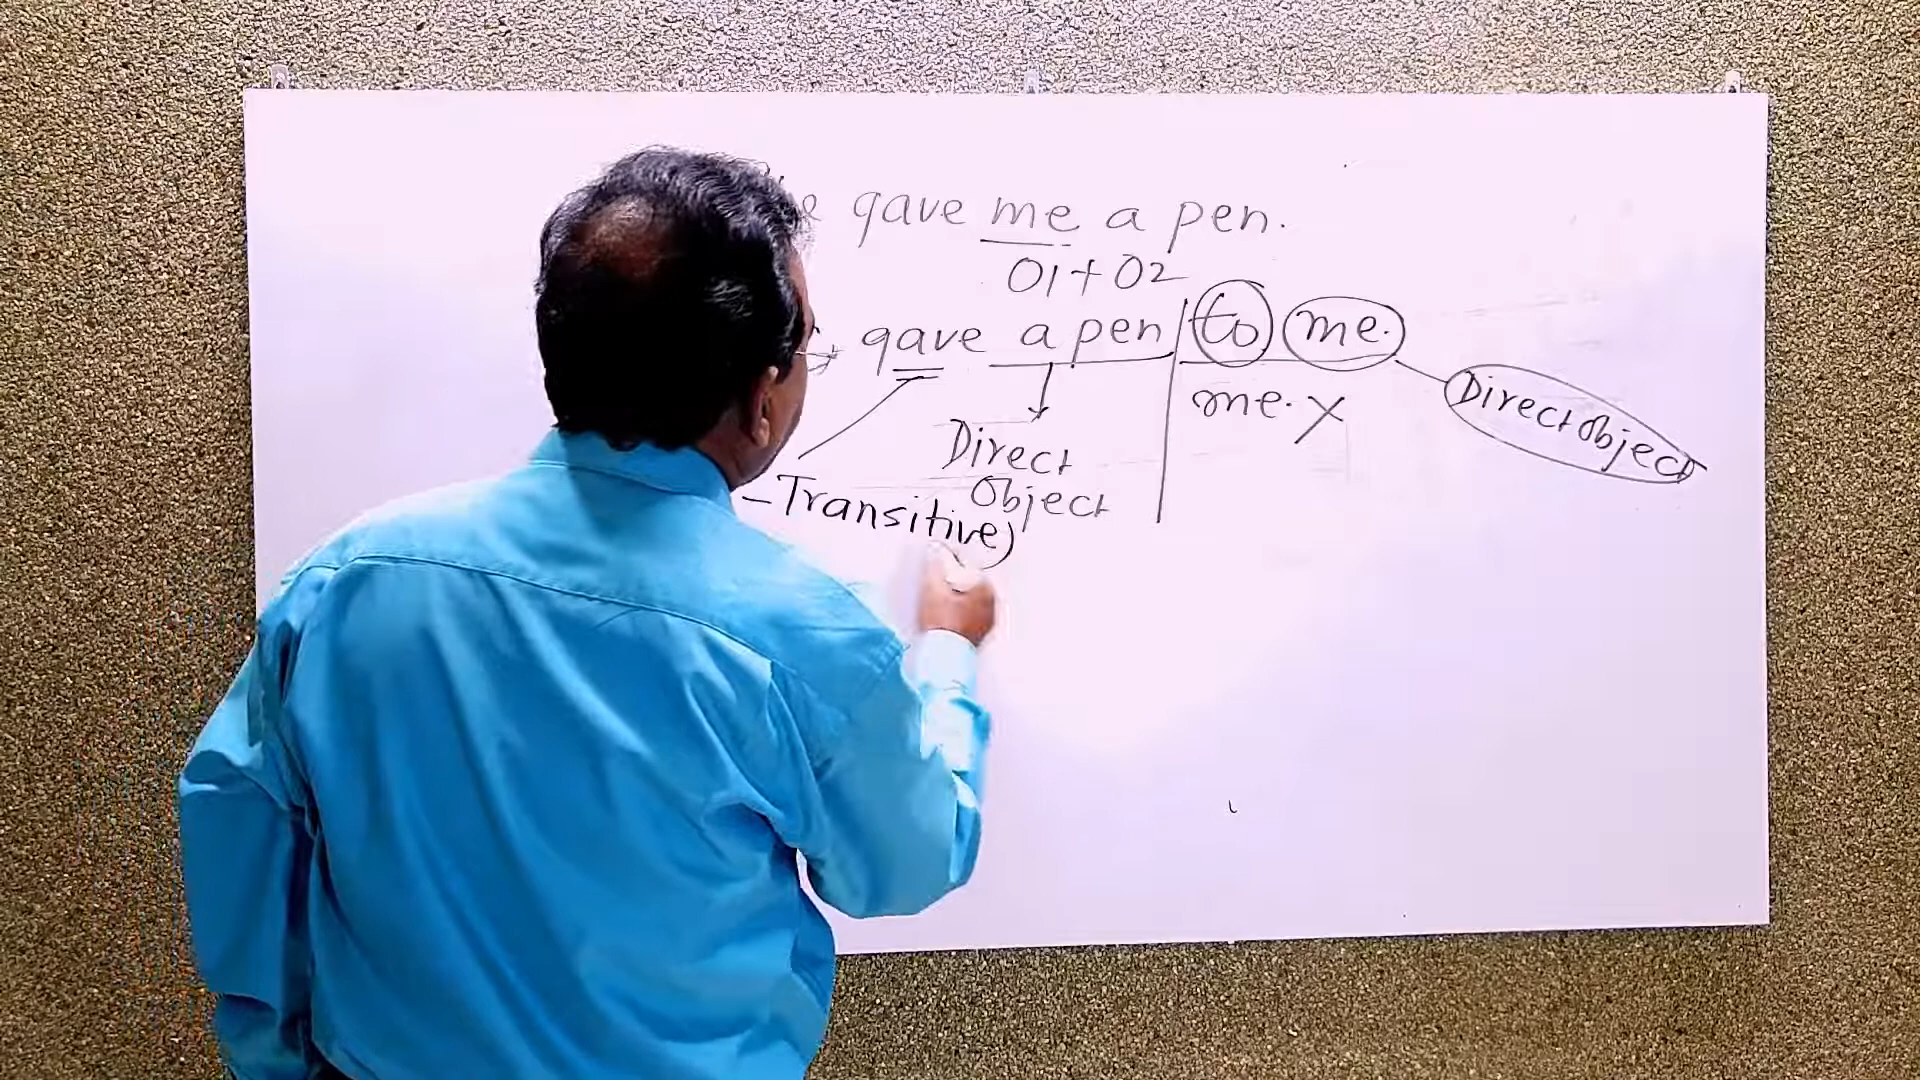 gave me a pen.
O1 + O2
→ gave a pen | to me.
me. X
Direct Object
Direct
Object
-Transitive)